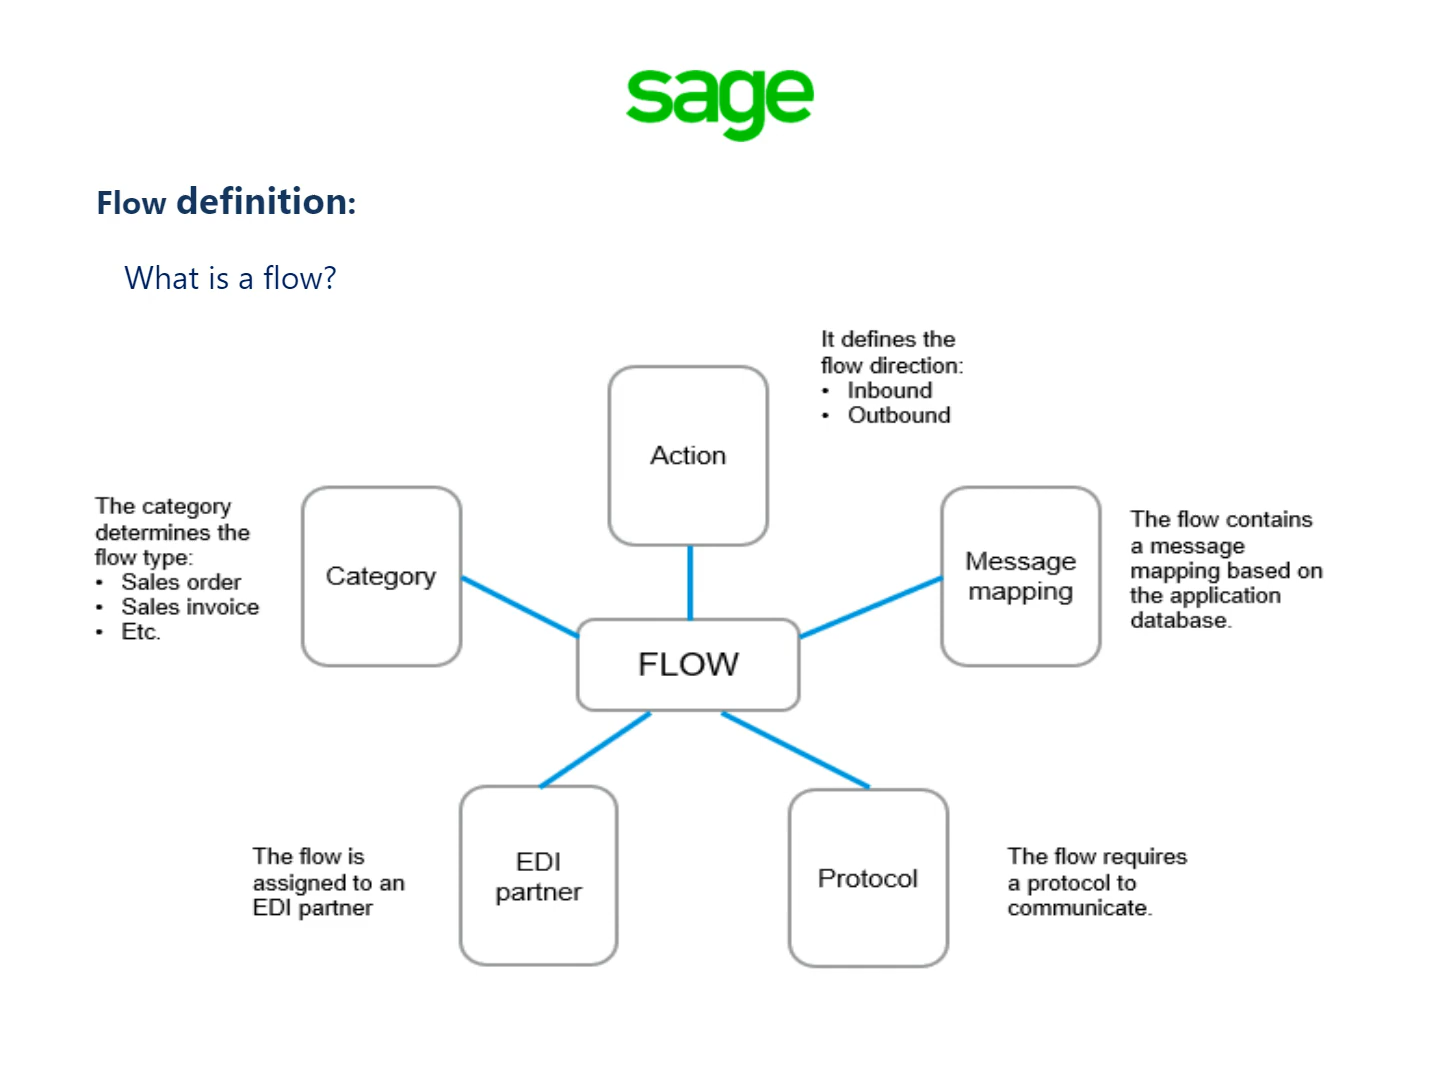 sage
Flow definition:
What is a flow?
It defines the
flow direction:
• Inbound
• Outbound
Action
The category
determines the
flow type:
• Sales order
• Sales invoice
• Etc.
Category
Message
mapping
The flow contains
a message
mapping based on
the application
database.
FLOW
The flow is
assigned to an
EDI partner
EDI
partner
Protocol
The flow requires
a protocol to
communicate.